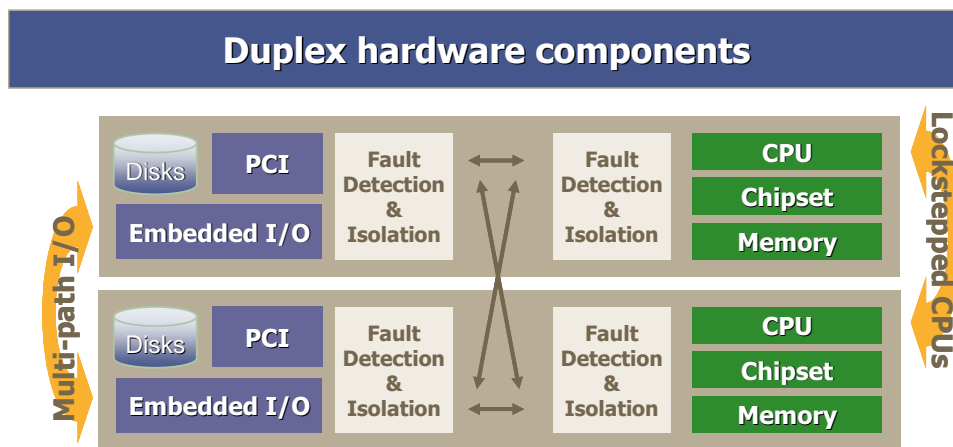 Duplex hardware components
Disks
PCI
Embedded I/O
Fault
Detection
&
Isolation
Fault
Detection
&
Isolation
CPU
Chipset
Memory
Disks
PCI
Embedded I/O
Fault
Detection
&
Isolation
Fault
Detection
&
Isolation
CPU
Chipset
Memory
Multi-path I/O
Lockstepped CPUs